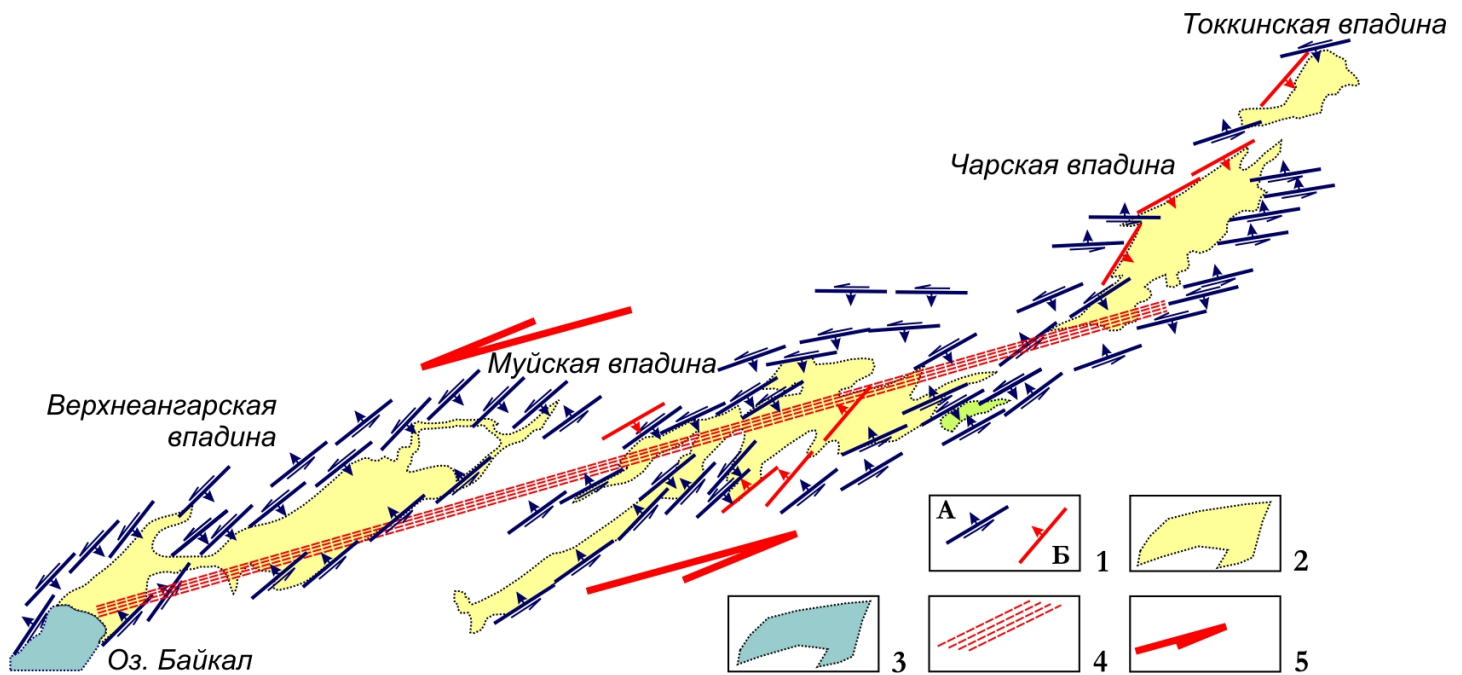 Токкинская впадина
Чарская впадина
Муйская впадина
Верхнеангарская
впадина
А
Б
1
2
Оз. Байкал
3
4
5